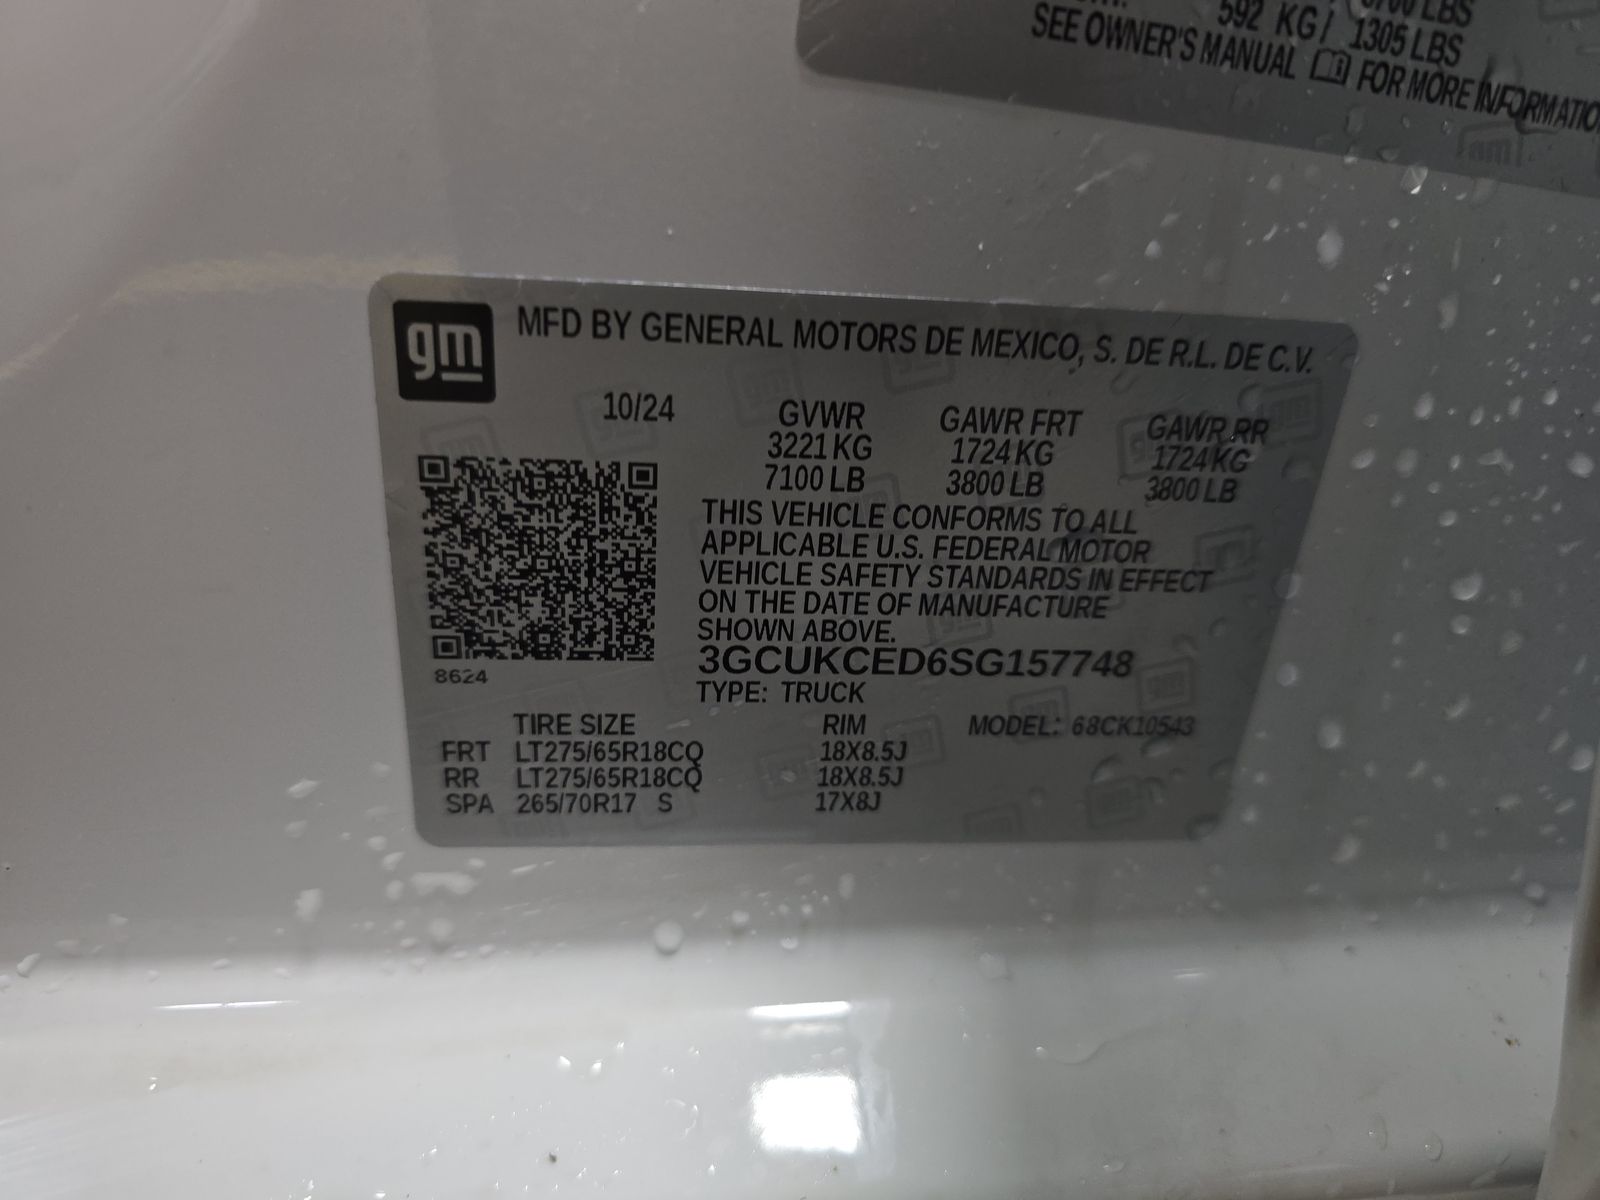 592 KG / 1305 LBS
SEE OWNER'S MANUAL FOR MORE INFORMATIO
gm
MFD BY GENERAL MOTORS DE MEXICO, S. DE R.L. DE C.V.
10/24 GVWR GAWR FRT GAWR RR
3221 KG 1724 KG 1724 KG
7100 LB 3800 LB 3800 LB
THIS VEHICLE CONFORMS TO ALL
APPLICABLE U.S. FEDERAL MOTOR
VEHICLE SAFETY STANDARDS IN EFFECT
ON THE DATE OF MANUFACTURE
SHOWN ABOVE.
3GCUKCED6SG157748
8624
TYPE: TRUCK
TIRE SIZE RIM MODEL: 68CK10543
FRT LT275/65R18CQ 18X8.5J
RR LT275/65R18CQ 18X8.5J
SPA 265/70R17 S 17X8J